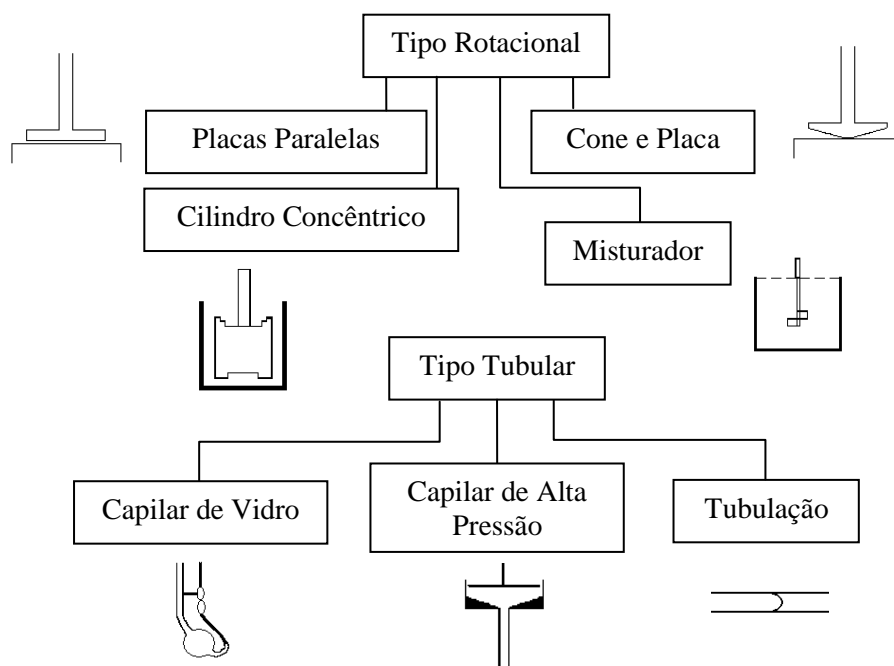 Tipo Rotacional
Placas Paralelas
Cone e Placa
Cilindro Concêntrico
Misturador
Tipo Tubular
Capilar de Vidro
Capilar de Alta
Pressão
Tubulação